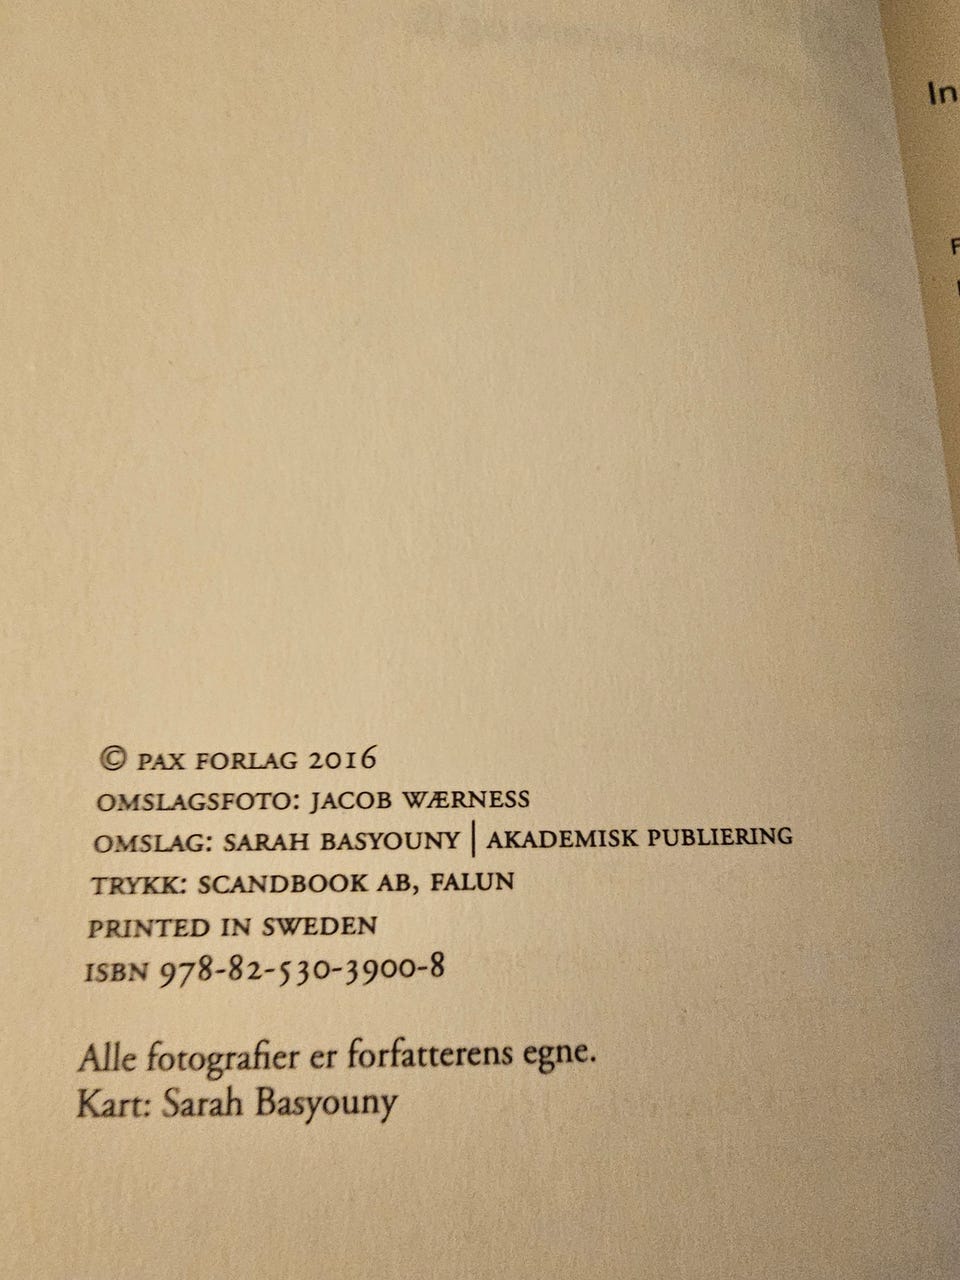 © PAX FORLAG 2016
OMSLAGSFOTO: JACOB WÆRNESS
OMSLAG: SARAH BASYOUNY | AKADEMISK PUBLIERING
TRYKK: SCANDBOOK AB, FALUN
PRINTED IN SWEDEN
ISBN 978-82-530-3900-8
Alle fotografier er forfatterens egne.
Kart: Sarah Basyouny